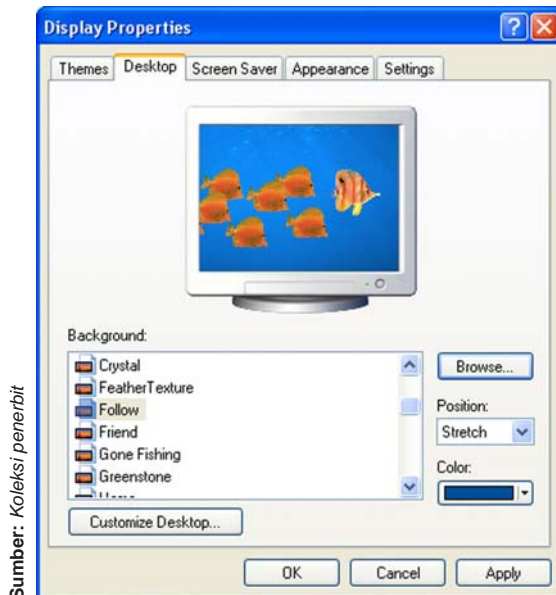 Display Properties
Themes
Desktop
Screen Saver
Appearance
Settings
Background:
Crystal
FeatherTexture
Follow
Friend
Gone Fishing
Greenstone
Browse...
Position:
Stretch
Color:
Customize Desktop...
OK
Cancel
Apply
Sumber: Koleksi penerbit